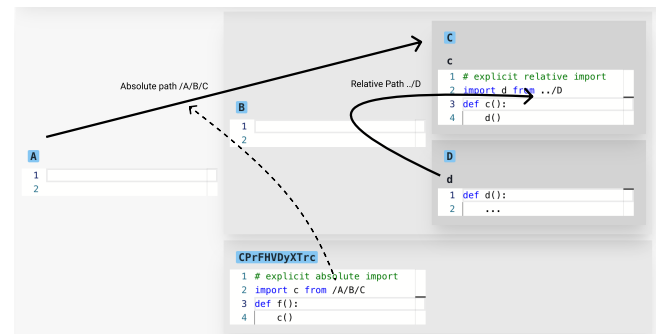 C
c
1 # explicit relative import
2 import d from ../D
3 def c():
4 d()
Absolute path /A/B/C
Relative Path ../D
B
1
2
A
1
2
D
d
1 def d():
2 ...
CPrFHVDyXTrc
1 # explicit absolute import
2 import c from /A/B/C
3 def f():
4 c()